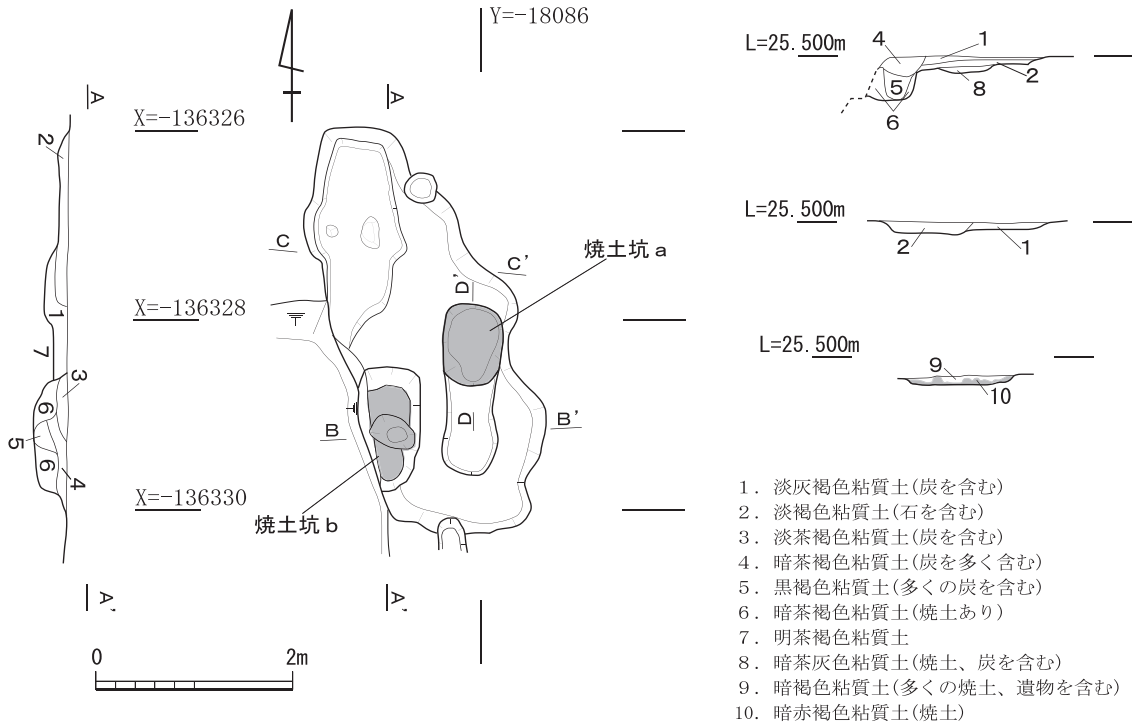 Y=-18086
A
A
X=-136326
2
C
焼土坑a
C'
D'
X=-136328
1
7
3
6
5
6
4
D
B
B'
X=-136330
焼土坑b
A'
A'
0
2m
L=25.500m
4
1
5
2
8
6
L=25.500m
2
1
L=25.500m
9
10
1. 淡灰褐色粘質土(炭を含む)
2. 淡褐色粘質土(石を含む)
3. 淡茶褐色粘質土(炭を含む)
4. 暗茶褐色粘質土(炭を多く含む)
5. 黒褐色粘質土(多くの炭を含む)
6. 暗茶褐色粘質土(焼土あり)
7. 明茶褐色粘質土
8. 暗茶灰色粘質土(焼土、炭を含む)
9. 暗褐色粘質土(多くの焼土、遺物を含む)
10. 暗赤褐色粘質土(焼土)